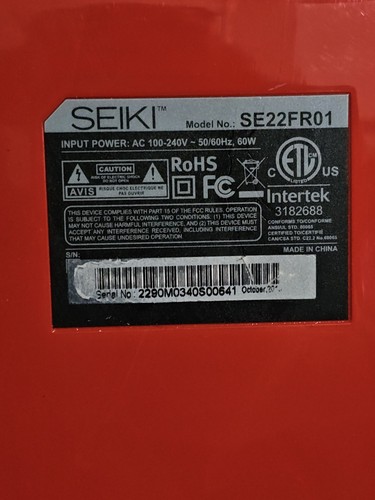 SEIKI™ Model No.: SE22FR01
INPUT POWER: AC 100-240V ~ 50/60Hz, 60W
CAUTION
RISK OF ELECTRIC SHOCK
DO NOT OPEN
AVIS
RISQUE CHOC ELECTRIQUE NE
PAS OUVRIR
RoHS
FC
C ETL CM US
Intertek
3182688
CONFORMS TO/CONFORME
ANSI/UL STD. 60065
CERTIFIED TO/CERTIFIE
CAN/CSA STD. C22.2 No.60065
THIS DEVICE COMPLIES WITH PART 15 OF THE FCC RULES. OPERATION
IS SUBJECT TO THE FOLLOWING TWO CONDITIONS: (1) THIS DEVICE
MAY NOT CAUSE HARMFUL INTERFERENCE, AND (2) THIS DEVICE MUST
ACCEPT ANY INTERFERENCE RECEIVED, INCLUDING INTERFERENCE
THAT MAY CAUSE UNDESIRED OPERATION.
S/N:
MADE IN CHINA
Serial No 2290M0340S00641 October,